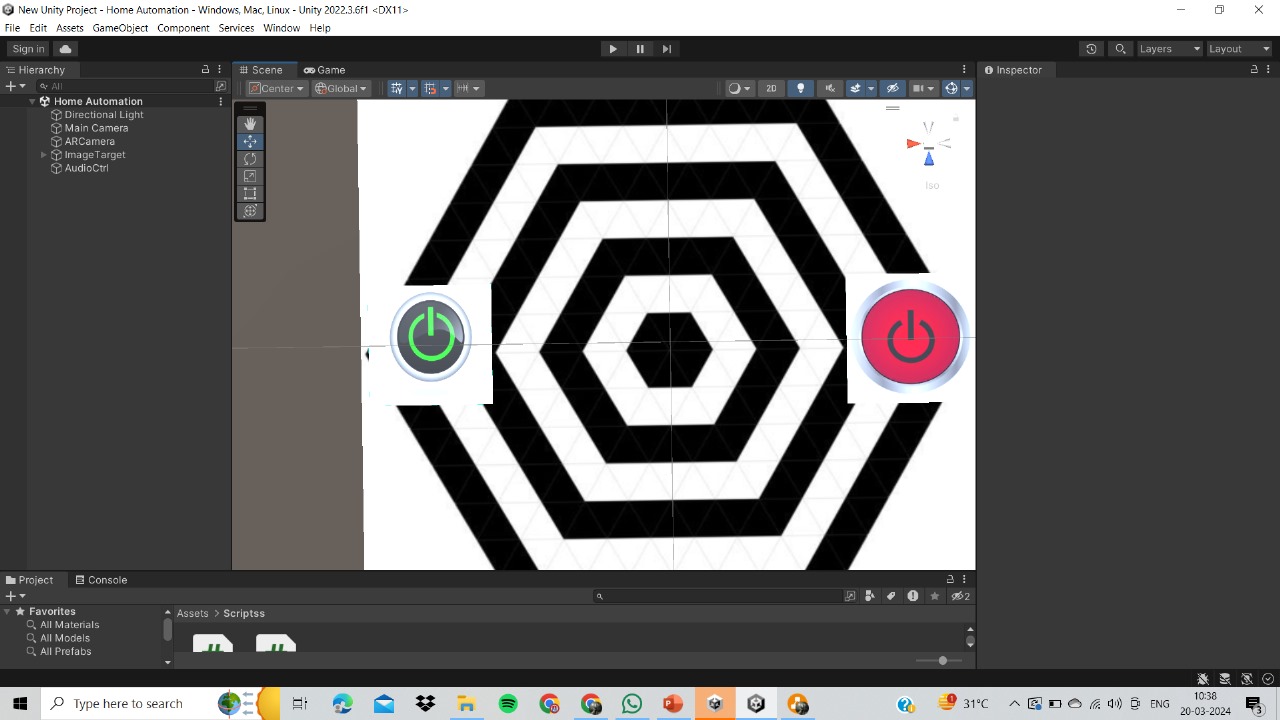 New Unity Project - Home Automation - Windows, Mac, Linux - Unity 2022.3.6f1 <DX11>
File Edit Assets GameObject Component Services Window Help
Sign in Layers Layout
Hierarchy Scene Game Inspector
All Center Global 2D
Home Automation
Directional Light
Main Camera
ARCamera
ImageTarget
AudioCtrl
Iso
Project Console
2
Favorites Assets > Scriptss
All Materials
All Models
All Prefabs
Type here to search 1 31°C ENG 10:38 20-03-2024 3